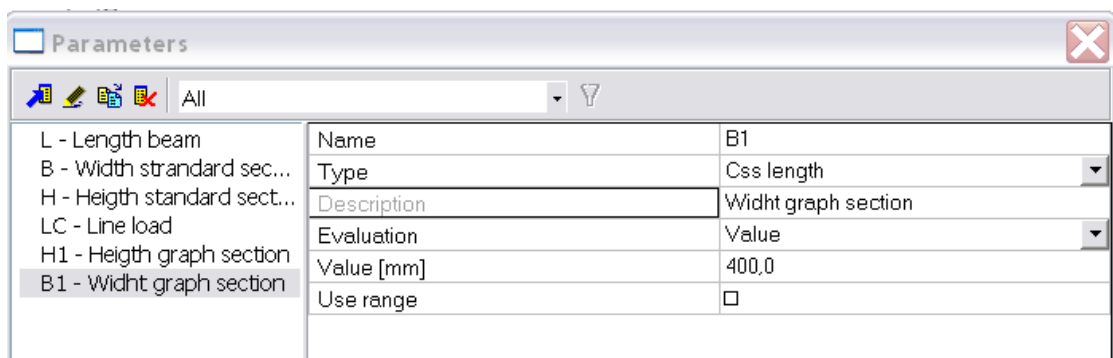 Parameters
All
L - Length beam
B - Width strandard sec...
H - Heigth standard sect...
LC - Line load
H1 - Heigth graph section
B1 - Widht graph section
Name B1
Type Css length
Description Widht graph section
Evaluation Value
Value [mm] 400,0
Use range